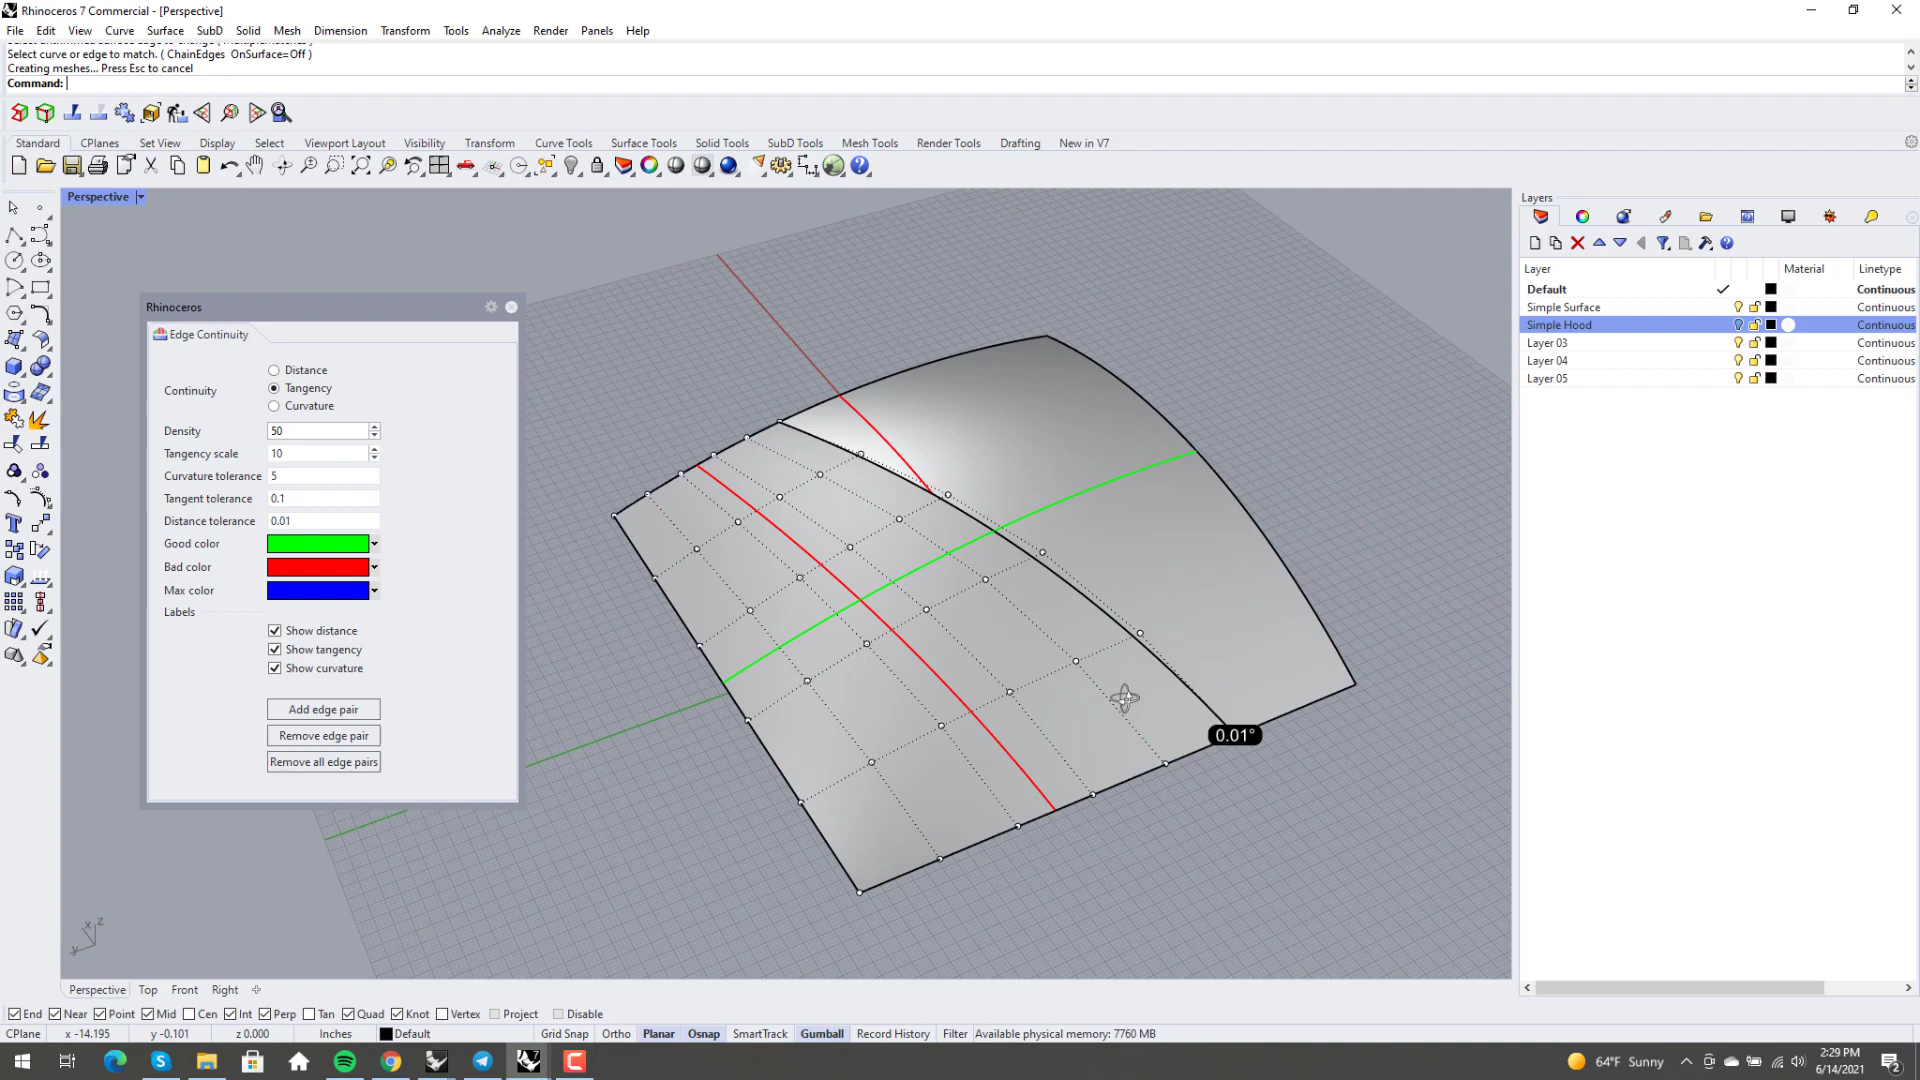 Rhinoceros 7 Commercial - [Perspective]
File Edit View Curve Surface SubD Solid Mesh Dimension Transform Tools Analyze Render Panels Help
Select curve or edge to match. ( ChainEdges OnSurface=Off )
Creating meshes... Press Esc to cancel
Command:
Standard CPlanes Set View Display Select Viewport Layout Visibility Transform Curve Tools Surface Tools Solid Tools SubD Tools Mesh Tools Render Tools Drafting New in V7
Perspective
Layers
Layer Material Linetype
Default Continuous
Simple Surface Continuous
Simple Hood Continuous
Layer 03 Continuous
Layer 04 Continuous
Layer 05 Continuous
Rhinoceros
Edge Continuity
Continuity
Distance
Tangency
Curvature
Density 50
Tangency scale 10
Curvature tolerance 5
Tangent tolerance 0.1
Distance tolerance 0.01
Good color
Bad color
Max color
Labels
Show distance
Show tangency
Show curvature
Add edge pair
Remove edge pair
Remove all edge pairs
0.01°
x z
y
Perspective Top Front Right
End Near Point Mid Cen Int Perp Tan Quad Knot Vertex Project Disable
CPlane x -14.195 y -0.101 z 0.000 Inches Default Grid Snap Ortho Planar Osnap SmartTrack Gumball Record History Filter Available physical memory: 7760 MB
64°F Sunny
2:29 PM
6/14/2021
2